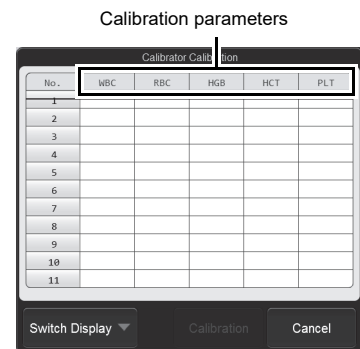 Calibration parameters
Calibrator Calibration
No. WBC RBC HGB HCT PLT
1
2
3
4
5
6
7
8
9
10
11
Switch Display Calibration Cancel